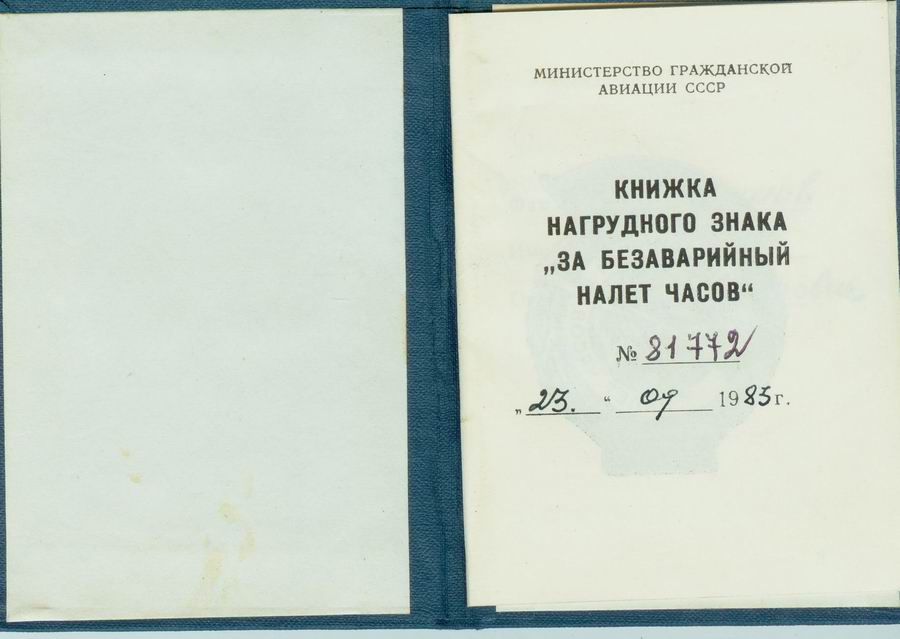 МИНИСТЕРСТВО ГРАЖДАНСКОЙ
АВИАЦИИ СССР
КНИЖКА
НАГРУДНОГО ЗНАКА
„ЗА БЕЗАВАРИЙНЫЙ
НАЛЕТ ЧАСОВ“
№ 81772
„23.“ 09 1983 г.